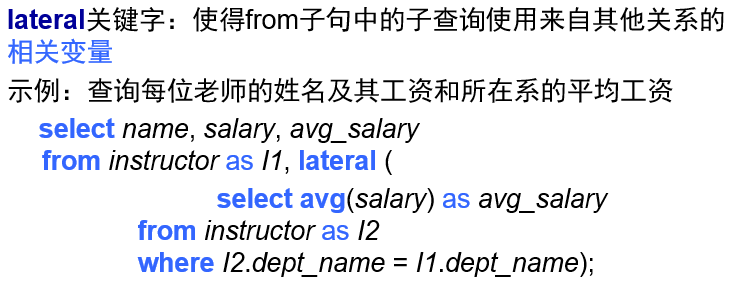 lateral关键字：使得from子句中的子查询使用来自其他关系的
相关变量
示例：查询每位老师的姓名及其工资和所在系的平均工资
select name, salary, avg_salary
from instructor as I1, lateral (
select avg(salary) as avg_salary
from instructor as I2
where I2.dept_name = I1.dept_name);